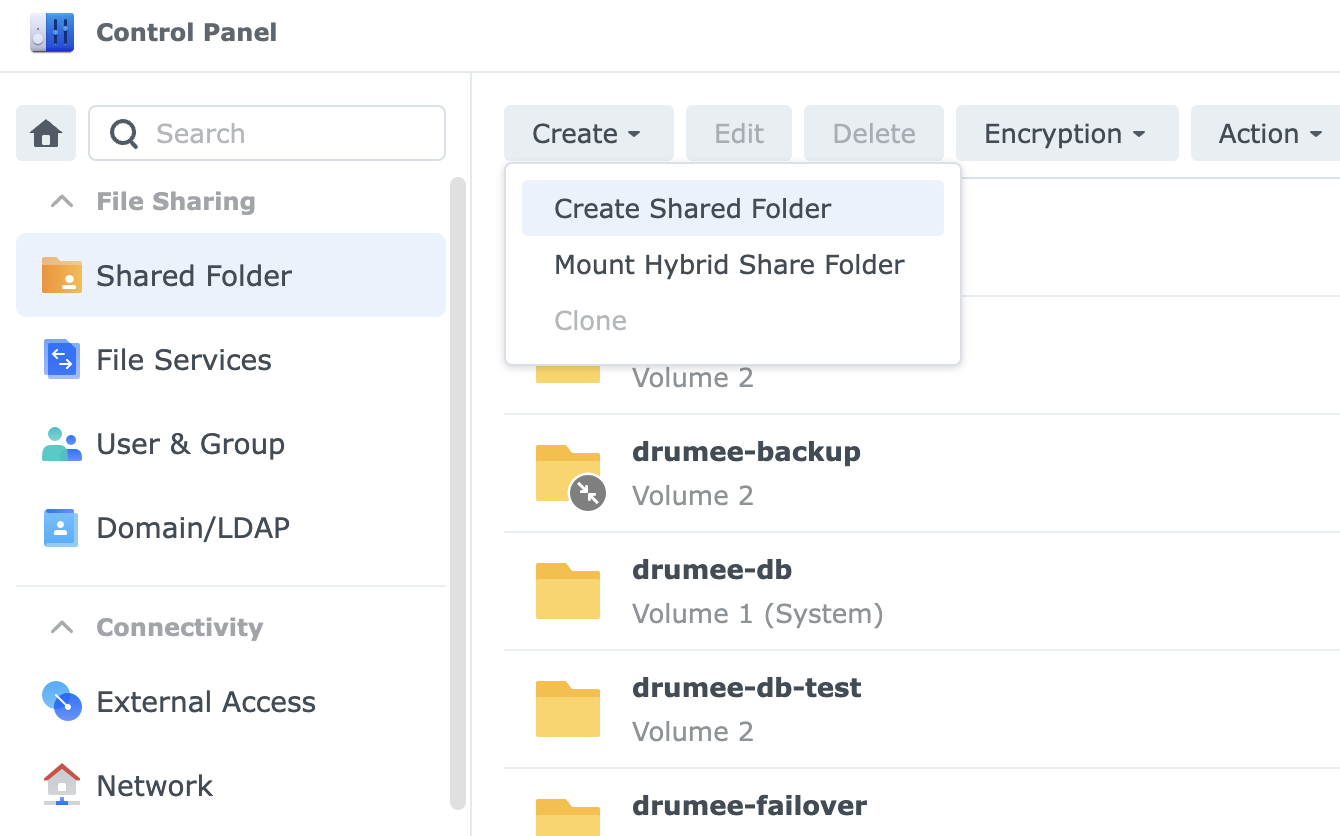 Control Panel
Search
File Sharing
Shared Folder
File Services
User & Group
Domain/LDAP
Connectivity
External Access
Network
Create Edit Delete Encryption Action
Create Shared Folder
Mount Hybrid Share Folder
Clone
Volume 2
drumee-backup
Volume 2
drumee-db
Volume 1 (System)
drumee-db-test
Volume 2
drumee-failover